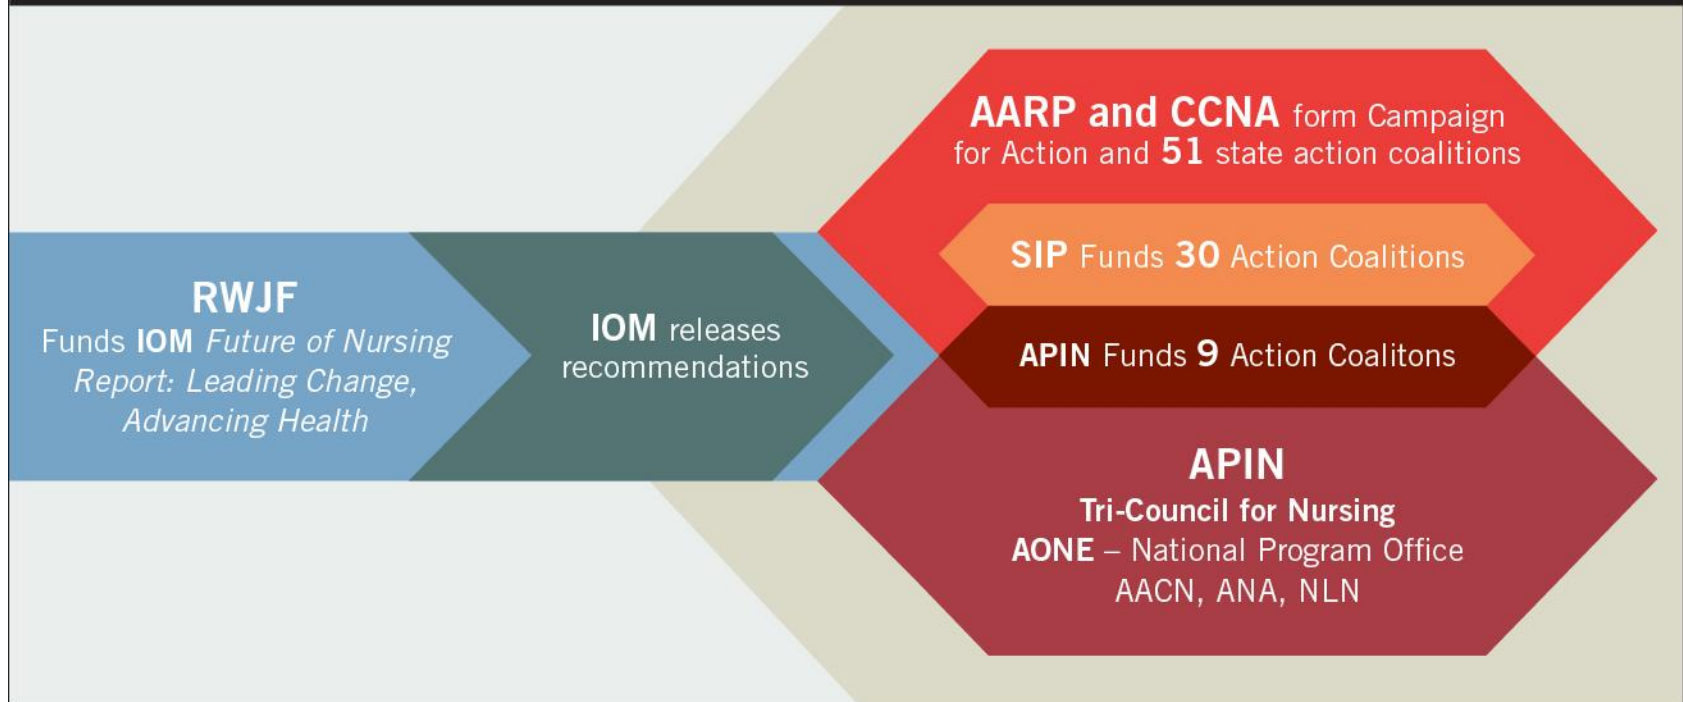 RWJF
Funds IOM Future of Nursing
Report: Leading Change,
Advancing Health
IOM releases
recommendations
AARP and CCNA form Campaign
for Action and 51 state action coalitions
SIP Funds 30 Action Coalitions
APIN Funds 9 Action Coalitons
APIN
Tri-Council for Nursing
AONE – National Program Office
AACN, ANA, NLN